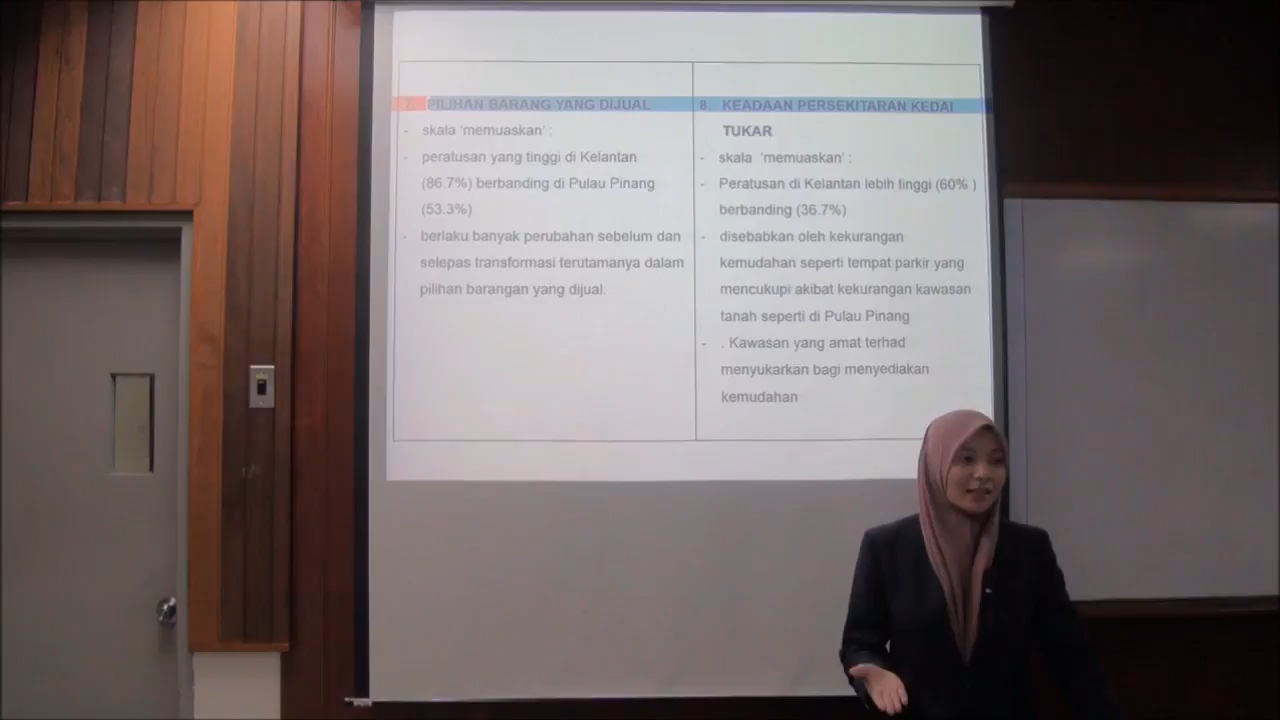 7. PILIHAN BARANG YANG DIJUAL
- skala 'memuaskan' :
- peratusan yang tinggi di Kelantan
(86.7%) berbanding di Pulau Pinang
(53.3%)
- berlaku banyak perubahan sebelum dan
selepas transformasi terutamanya dalam
pilihan barangan yang dijual.
8. KEADAAN PERSEKITARAN KEDAI
TUKAR
- skala 'memuaskan' :
- Peratusan di Kelantan lebih tinggi (60% )
berbanding (36.7%)
- disebabkan oleh kekurangan
kemudahan seperti tempat parkir yang
mencukupi akibat kekurangan kawasan
tanah seperti di Pulau Pinang
- . Kawasan yang amat terhad
menyukarkan bagi menyediakan
kemudahan